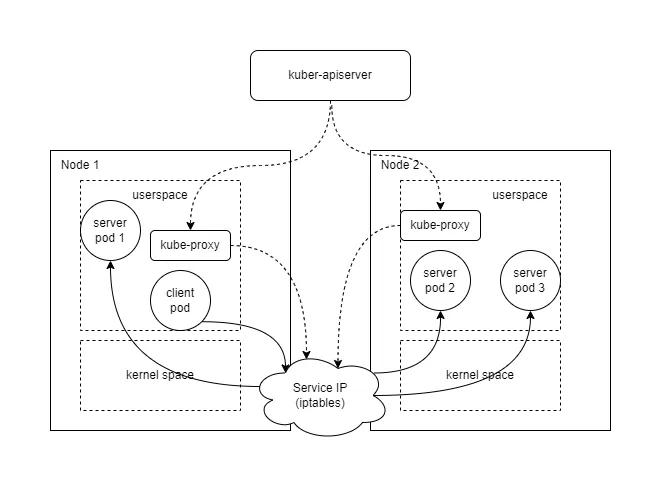 kuber-apiserver
Node 1
userspace
server
pod 1
kube-proxy
client
pod
kernel space
Node 2
userspace
kube-proxy
server
pod 2
server
pod 3
kernel space
Service IP
(iptables)